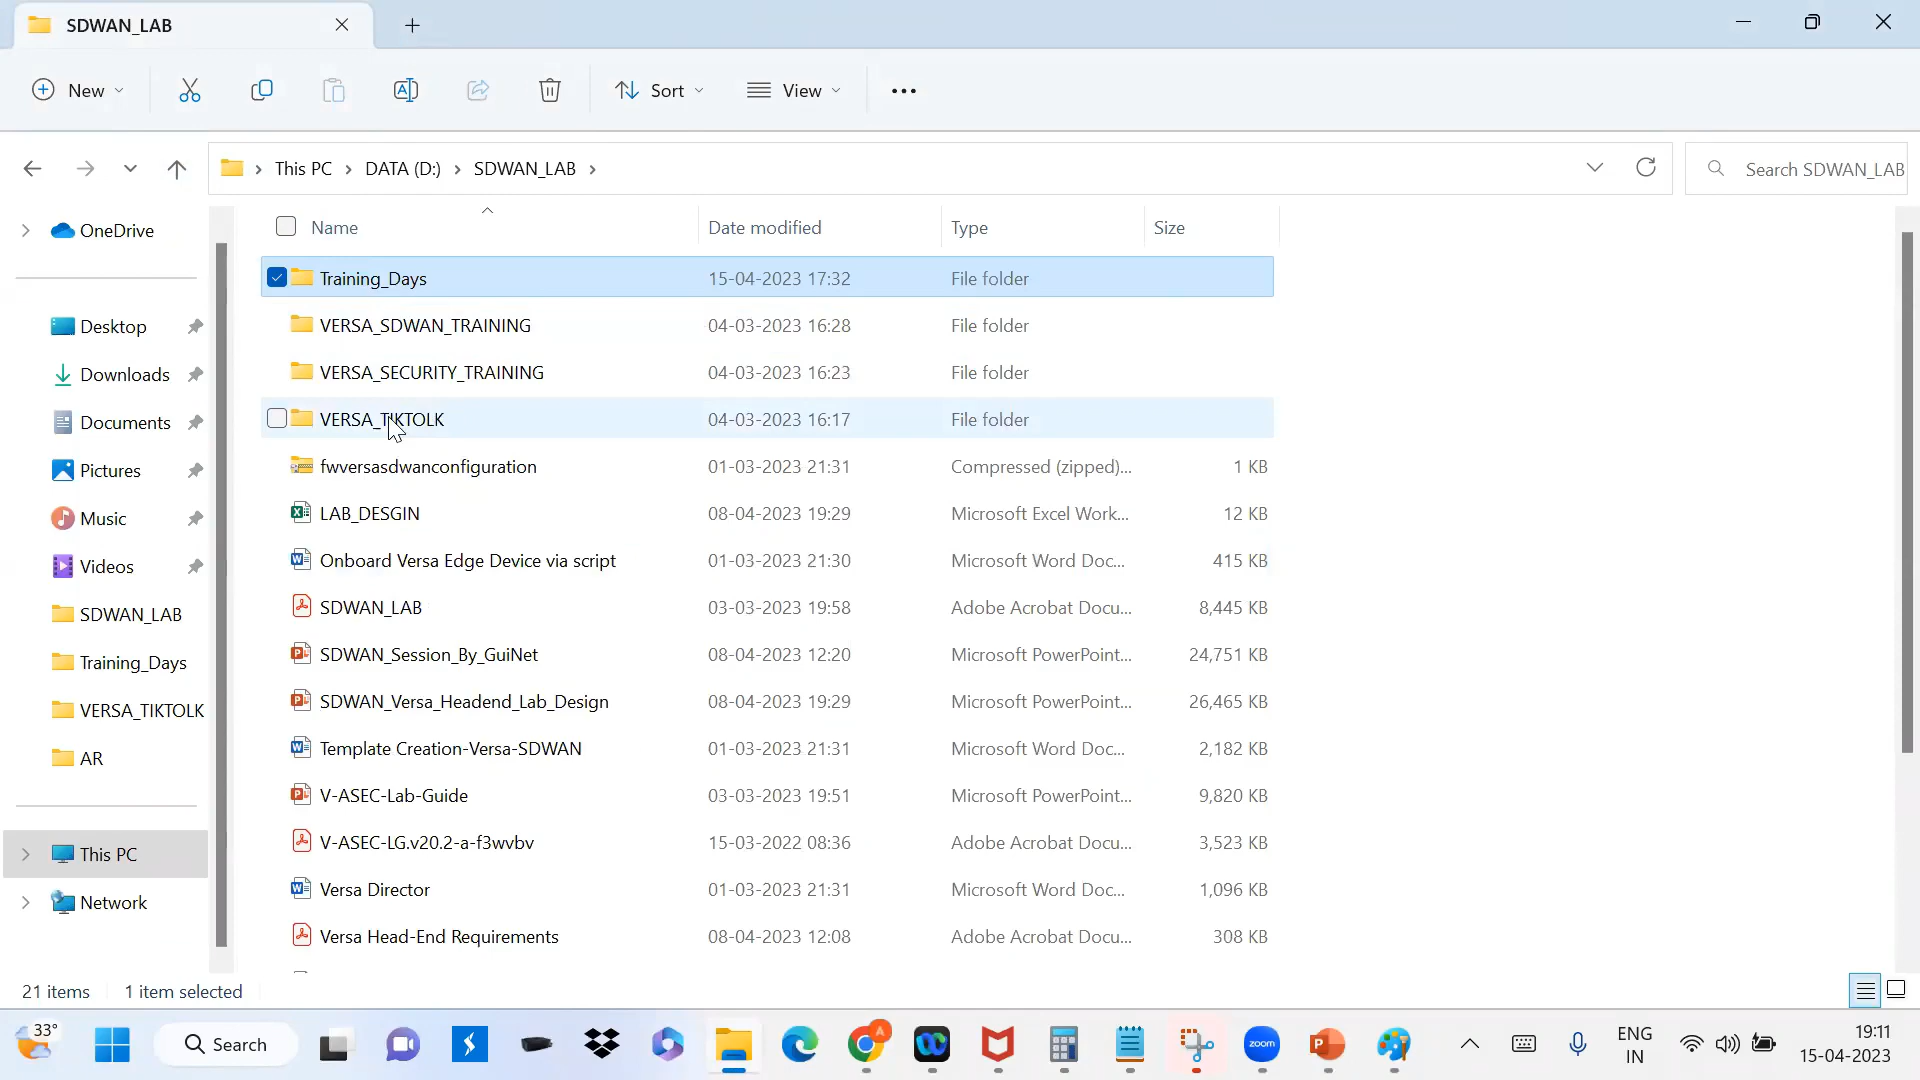 SDWAN_LAB
New
Sort
View
This PC
DATA (D:)
SDWAN_LAB
Search SDWAN_LAB
OneDrive
Desktop
Downloads
Documents
Pictures
Music
Videos
SDWAN_LAB
Training_Days
VERSA_TIKTOLK
AR
This PC
Network
Name Date modified Type Size
Training_Days 15-04-2023 17:32 File folder
VERSA_SDWAN_TRAINING 04-03-2023 16:28 File folder
VERSA_SECURITY_TRAINING 04-03-2023 16:23 File folder
VERSA_TIKTOLK 04-03-2023 16:17 File folder
fwversasdwanconfiguration 01-03-2023 21:31 Compressed (zipped)... 1 KB
LAB_DESGIN 08-04-2023 19:29 Microsoft Excel Work... 12 KB
Onboard Versa Edge Device via script 01-03-2023 21:30 Microsoft Word Doc... 415 KB
SDWAN_LAB 03-03-2023 19:58 Adobe Acrobat Docu... 8,445 KB
SDWAN_Session_By_GuiNet 08-04-2023 12:20 Microsoft PowerPoint... 24,751 KB
SDWAN_Versa_Headend_Lab_Design 08-04-2023 19:29 Microsoft PowerPoint... 26,465 KB
Template Creation-Versa-SDWAN 01-03-2023 21:31 Microsoft Word Doc... 2,182 KB
V-ASEC-Lab-Guide 03-03-2023 19:51 Microsoft PowerPoint... 9,820 KB
V-ASEC-LG.v20.2-a-f3wvbv 15-03-2022 08:36 Adobe Acrobat Docu... 3,523 KB
Versa Director 01-03-2023 21:31 Microsoft Word Doc... 1,096 KB
Versa Head-End Requirements 08-04-2023 12:08 Adobe Acrobat Docu... 308 KB
21 items 1 item selected
33°
Search
A
zoom
ENG
IN
19:11
15-04-2023